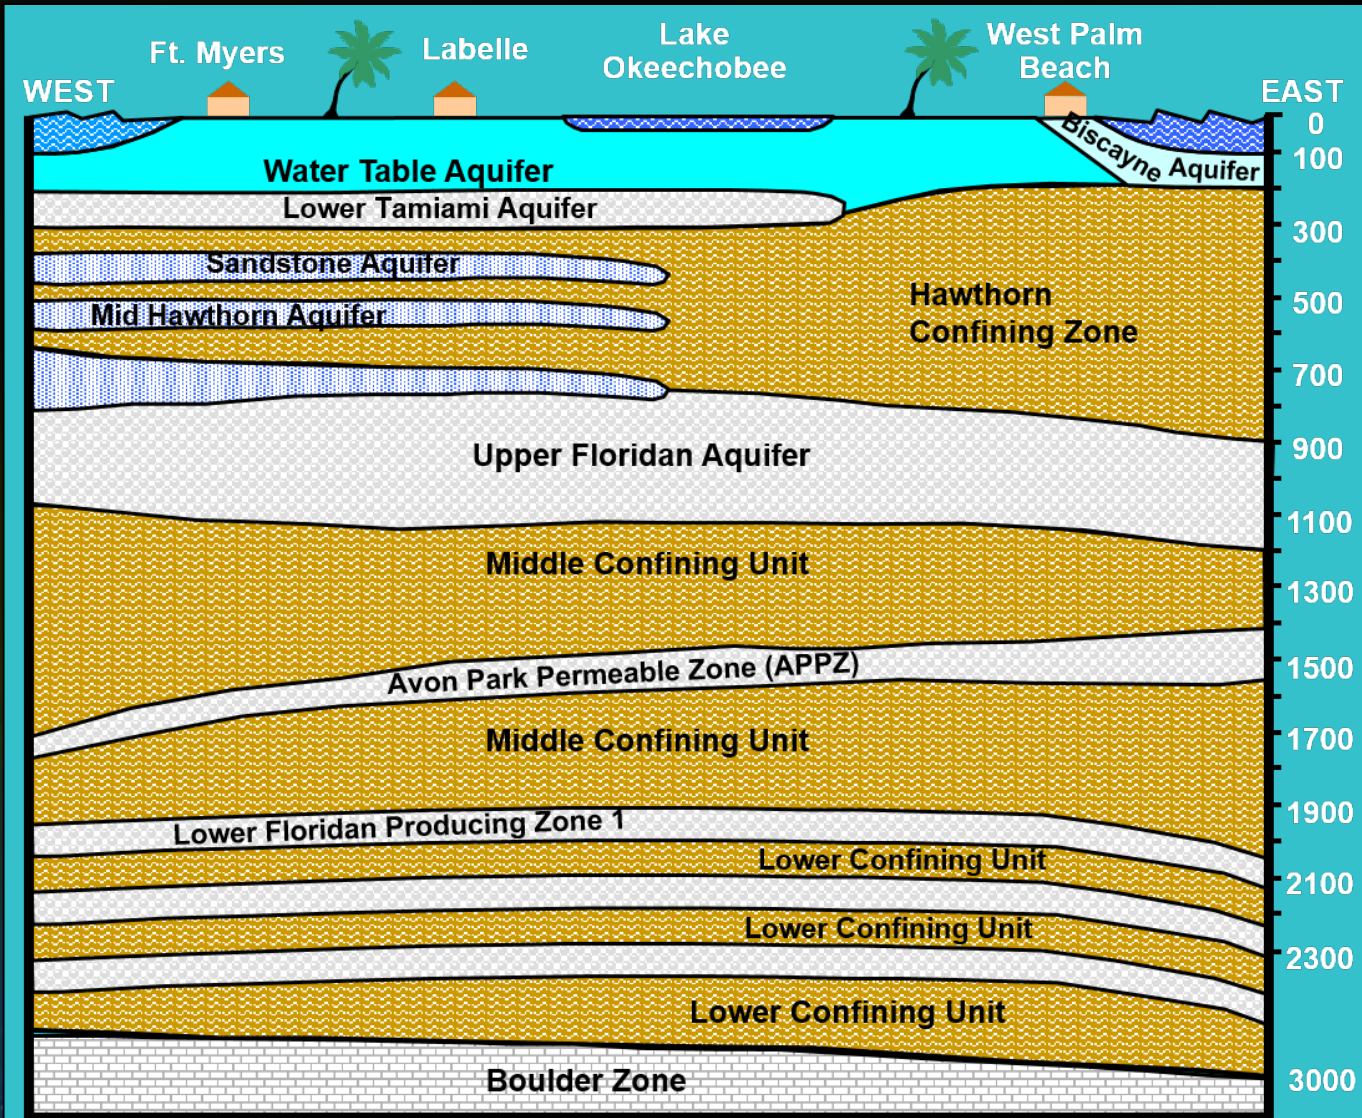 Ft. Myers
Labelle
Lake
Okeechobee
West Palm
Beach
WEST
EAST
0
Biscayne Aquifer
100
Water Table Aquifer
Lower Tamiami Aquifer
300
Sandstone Aquifer
Hawthorn
Confining Zone
500
Mid Hawthorn Aquifer
700
900
Upper Floridan Aquifer
1100
Middle Confining Unit
1300
1500
Avon Park Permeable Zone (APPZ)
1700
Middle Confining Unit
1900
Lower Floridan Producing Zone 1
Lower Confining Unit
2100
Lower Confining Unit
2300
Lower Confining Unit
Boulder Zone
3000